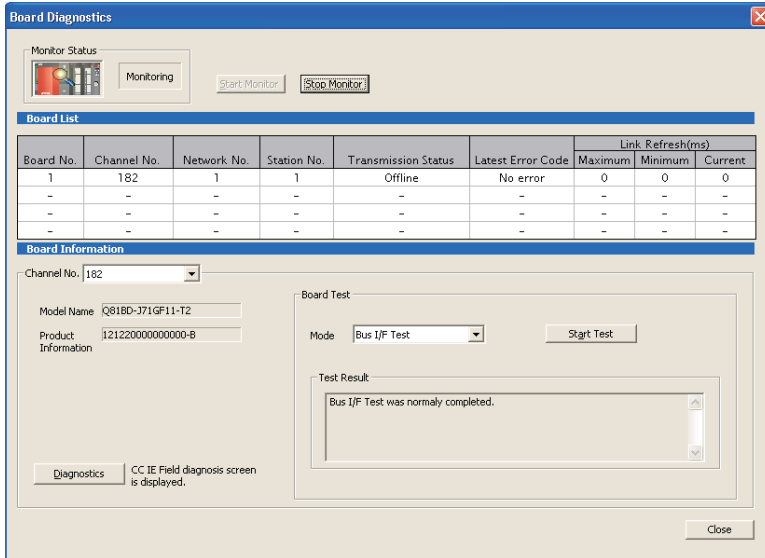 Board Diagnostics
Monitor Status
Monitoring
Start Monitor
Stop Monitor
Board List
Link Refresh(ms)
Board No. Channel No. Network No. Station No. Transmission Status Latest Error Code Maximum Minimum Current
1 182 1 1 Offline No error 0 0 0
- - - - - - - - -
- - - - - - - - -
- - - - - - - - -
Board Information
Channel No. 182
Board Test
Model Name Q81BD-J71GF11-T2
Product Information 121220000000000-B
Mode Bus I/F Test Start Test
Test Result
Bus I/F Test was normaly completed.
Diagnostics
CC IE Field diagnosis screen
is displayed.
Close